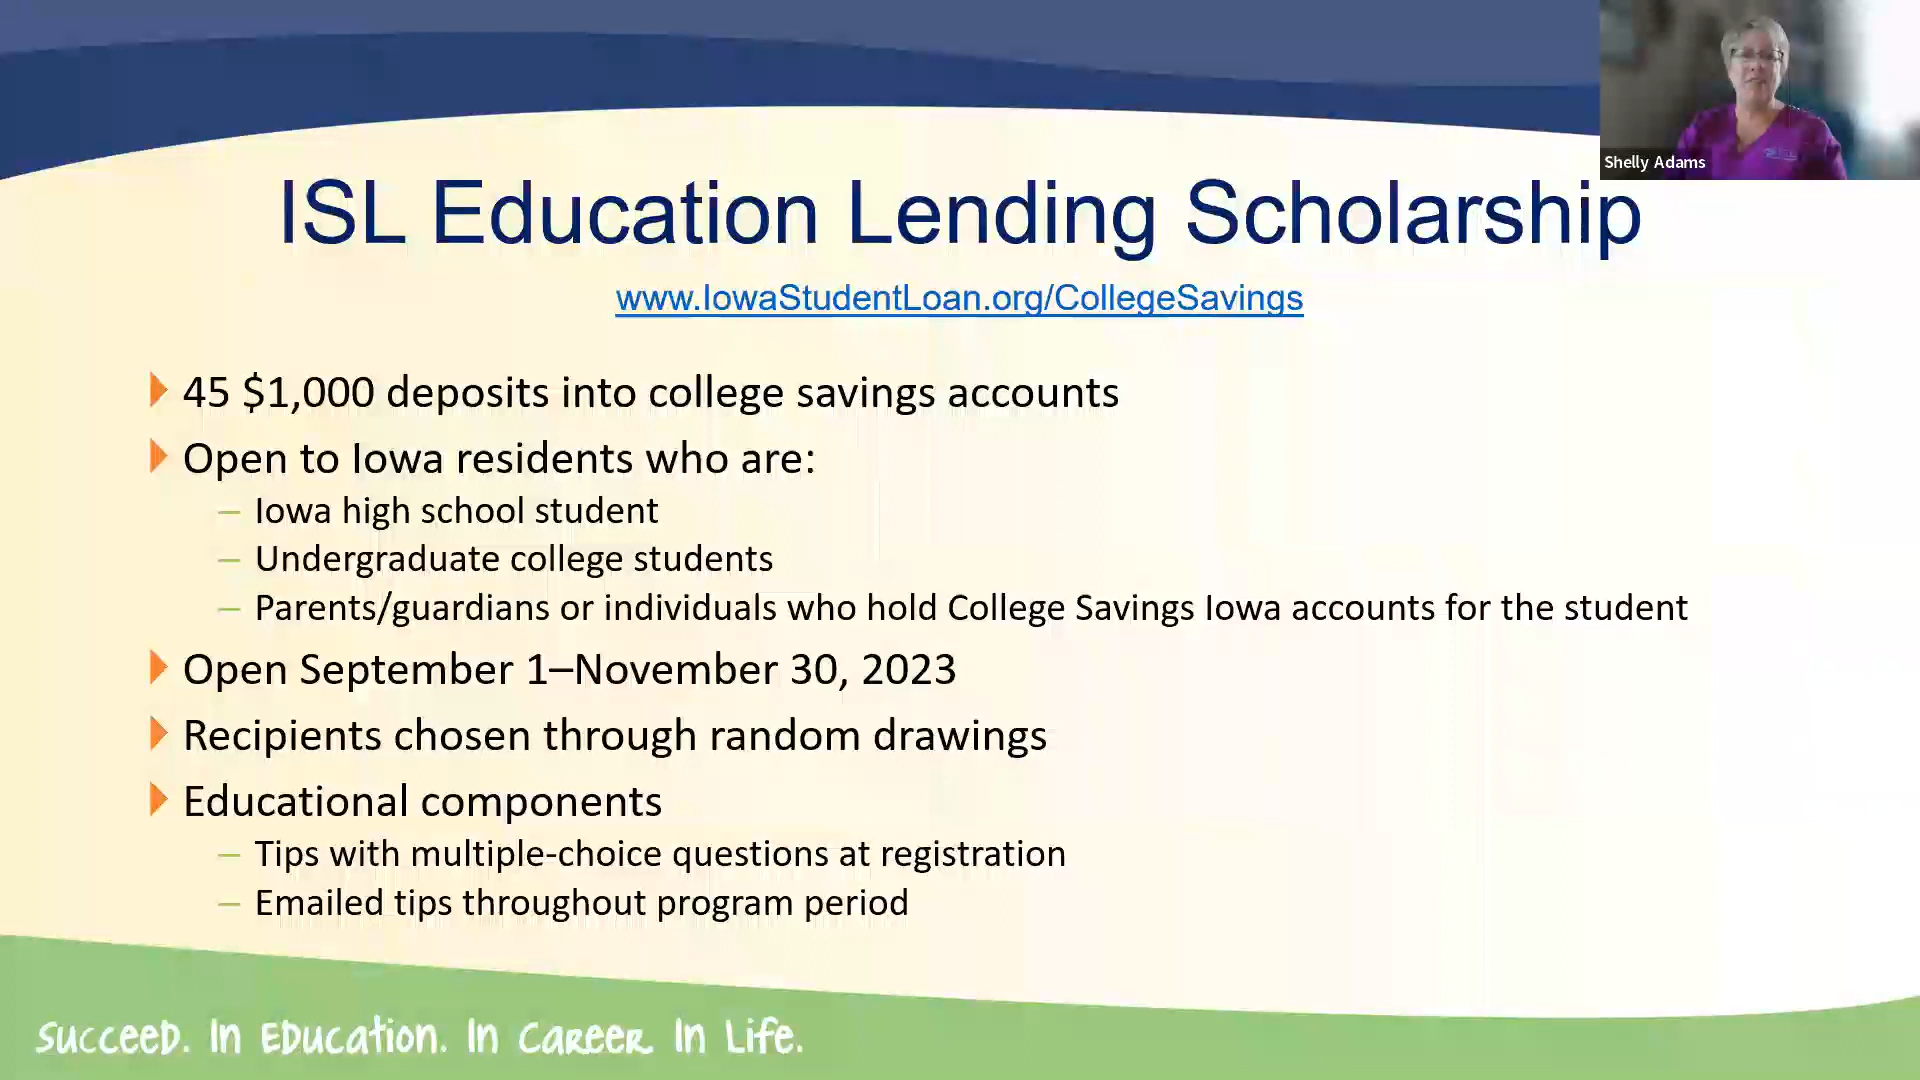 Shelly Adams
ISL Education Lending Scholarship
www.IowaStudentLoan.org/CollegeSavings
45 $1,000 deposits into college savings accounts
Open to Iowa residents who are:
– Iowa high school student
– Undergraduate college students
– Parents/guardians or individuals who hold College Savings Iowa accounts for the student
Open September 1–November 30, 2023
Recipients chosen through random drawings
Educational components
– Tips with multiple-choice questions at registration
– Emailed tips throughout program period
Succeed. In Education. In Career. In Life.